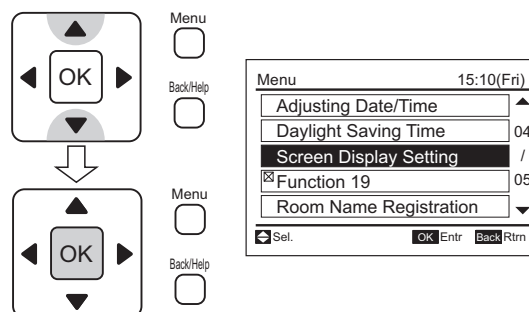 Menu
OK
Back/Help
Menu
OK
Back/Help
Menu 15:10(Fri)
Adjusting Date/Time
Daylight Saving Time 04
Screen Display Setting /
Function 19 05
Room Name Registration
Sel. OK Entr Back Rtrn